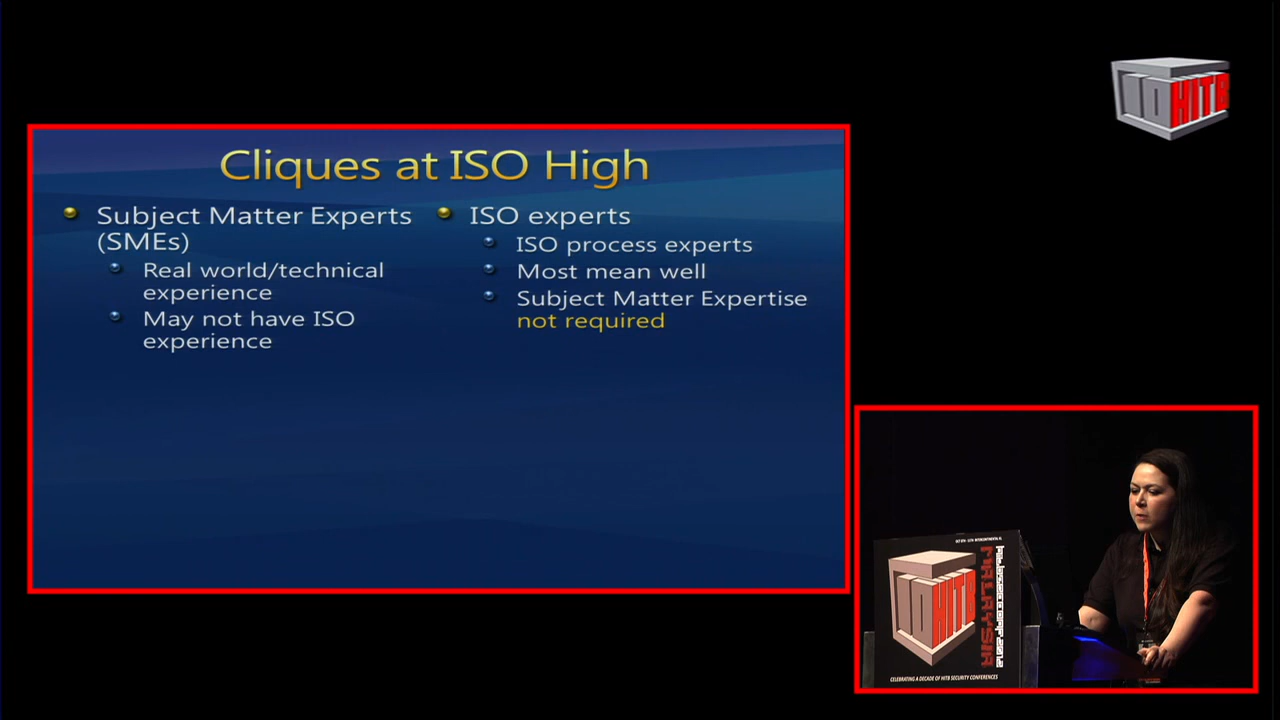 10 HITB
Cliques at ISO High
Subject Matter Experts
(SMEs)
Real world/technical
experience
May not have ISO
experience
ISO experts
ISO process experts
Most mean well
Subject Matter Expertise
not required
10 HITB
MALAYSIA
CELEBRATING A DECADE OF HITB SECURITY CONFERENCES